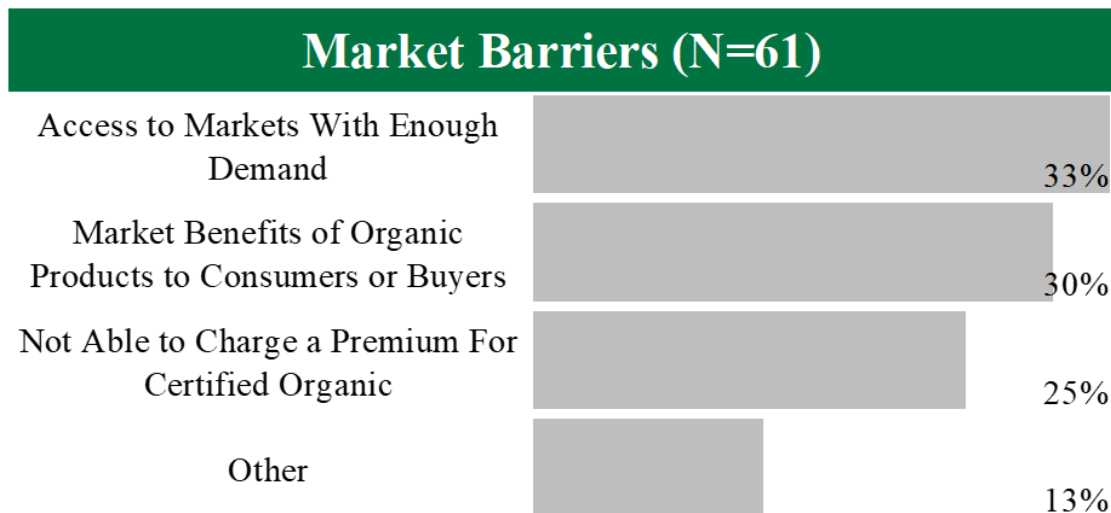 Market Barriers (N=61)
Access to Markets With Enough
Demand
33%
Market Benefits of Organic
Products to Consumers or Buyers
30%
Not Able to Charge a Premium For
Certified Organic
25%
Other
13%